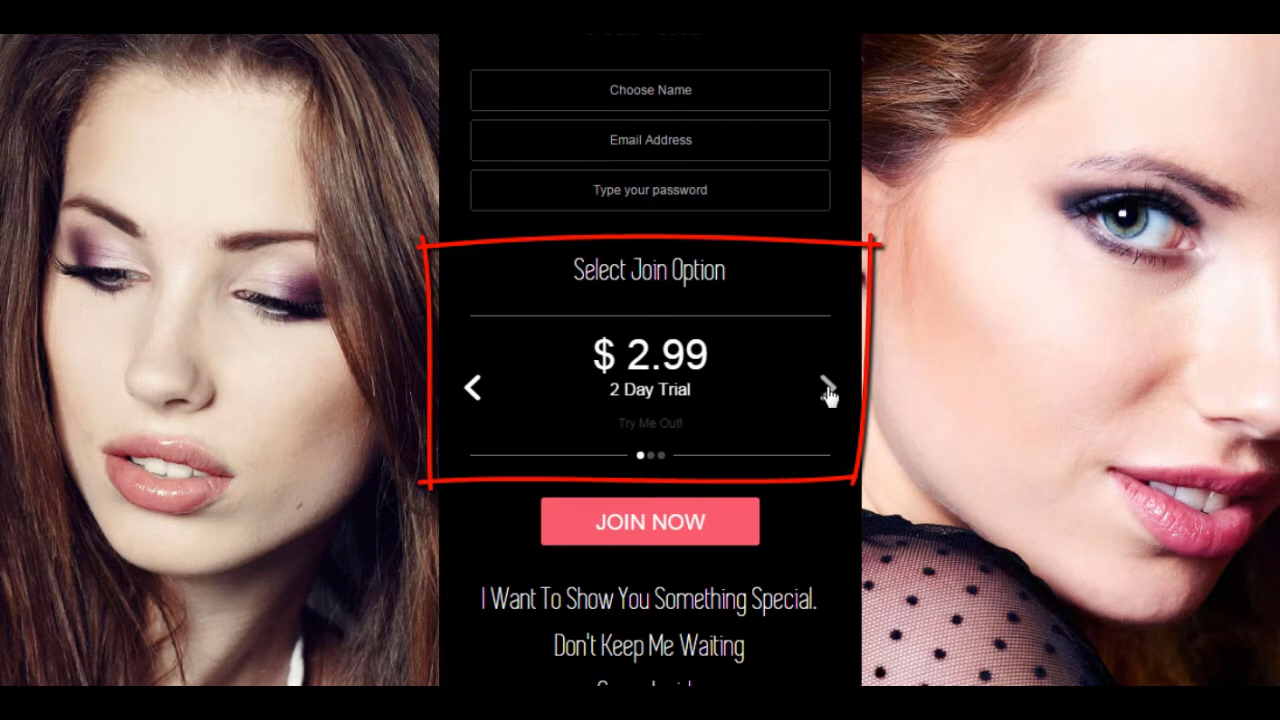 Choose Name
Email Address
Type your password
Select Join Option
$ 2.99
2 Day Trial
Try Me Out!
JOIN NOW
I Want To Show You Something Special.
Don't Keep Me Waiting